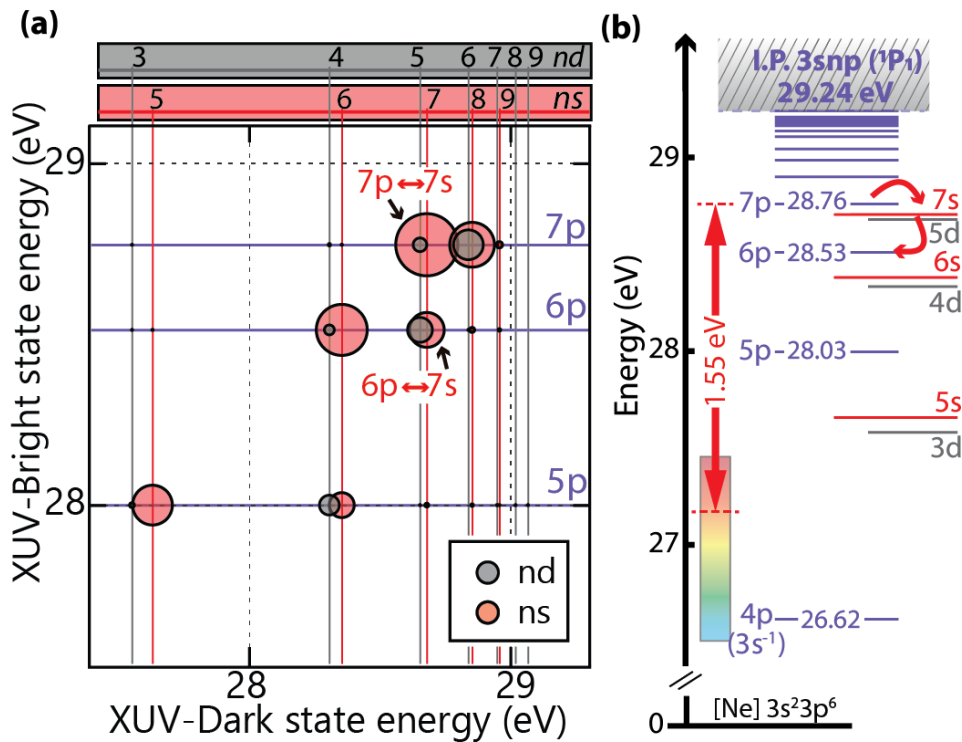 (a)
3 4 5 6 7 8 9 nd
5 6 7 8 9 ns
XUV-Bright state energy (eV)
29
28
7p↔7s
7p
6p
6p↔7s
5p
nd
ns
28 29
XUV-Dark state energy (eV)
(b)
I.P. 3snp (¹P₁)
29.24 eV
Energy (eV)
29
28
27
0
7p-28.76
7s
5d
6p-28.53
6s
4d
5p-28.03
5s
3d
1.55 eV
4p-26.62
(3s⁻¹)
[Ne] 3s²3p⁶